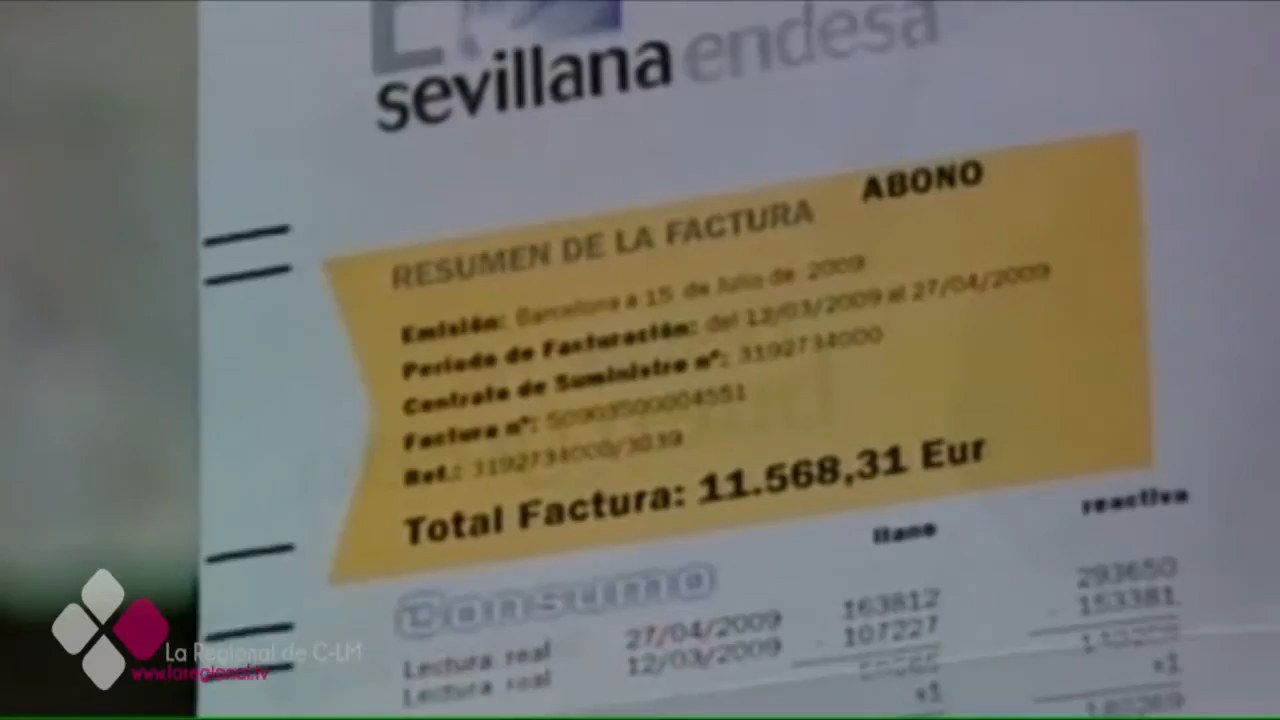 sevillana endesa
ABONO
RESUMEN DE LA FACTURA
Emisión: Barcelona a 15 de Julio de 2009
Periodo de Facturación: del 12/03/2009 al 27/04/2009
Contrato de Suministro nº: 3192734000
Factura nº:
Ref.: 3192734000/3039
Total Factura: 11.568,31 Eur
llano reactiva
Consumo
Lectura real 27/04/2009 163812 293650
Lectura real 12/03/2009 - 107227 - 153381
x1 x1
La Regional de C-LM
www.laregional.tv